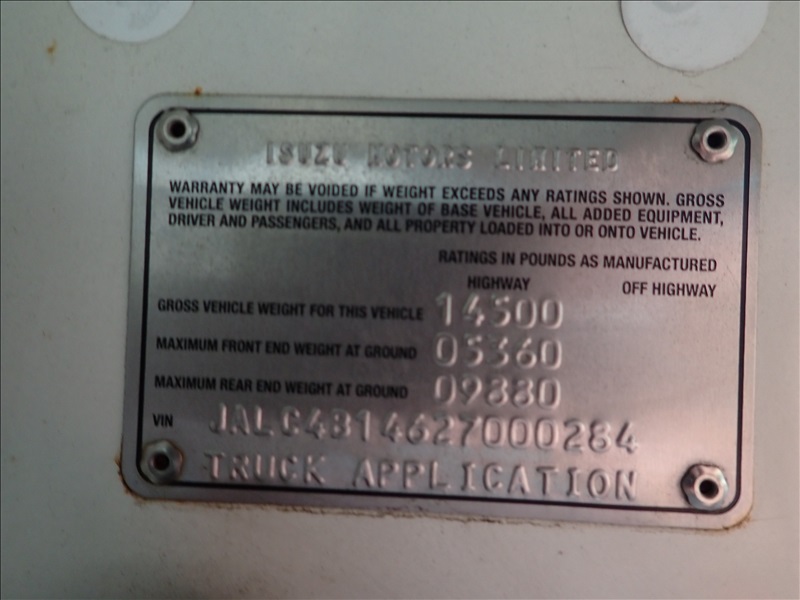 ISUZU MOTORS LIMITED
WARRANTY MAY BE VOIDED IF WEIGHT EXCEEDS ANY RATINGS SHOWN. GROSS
VEHICLE WEIGHT INCLUDES WEIGHT OF BASE VEHICLE, ALL ADDED EQUIPMENT,
DRIVER AND PASSENGERS, AND ALL PROPERTY LOADED INTO OR ONTO VEHICLE.
RATINGS IN POUNDS AS MANUFACTURED
HIGHWAY OFF HIGHWAY
GROSS VEHICLE WEIGHT FOR THIS VEHICLE 14500
MAXIMUM FRONT END WEIGHT AT GROUND 05360
MAXIMUM REAR END WEIGHT AT GROUND 09880
VIN JALC4B14627000284
TRUCK APPLICATION